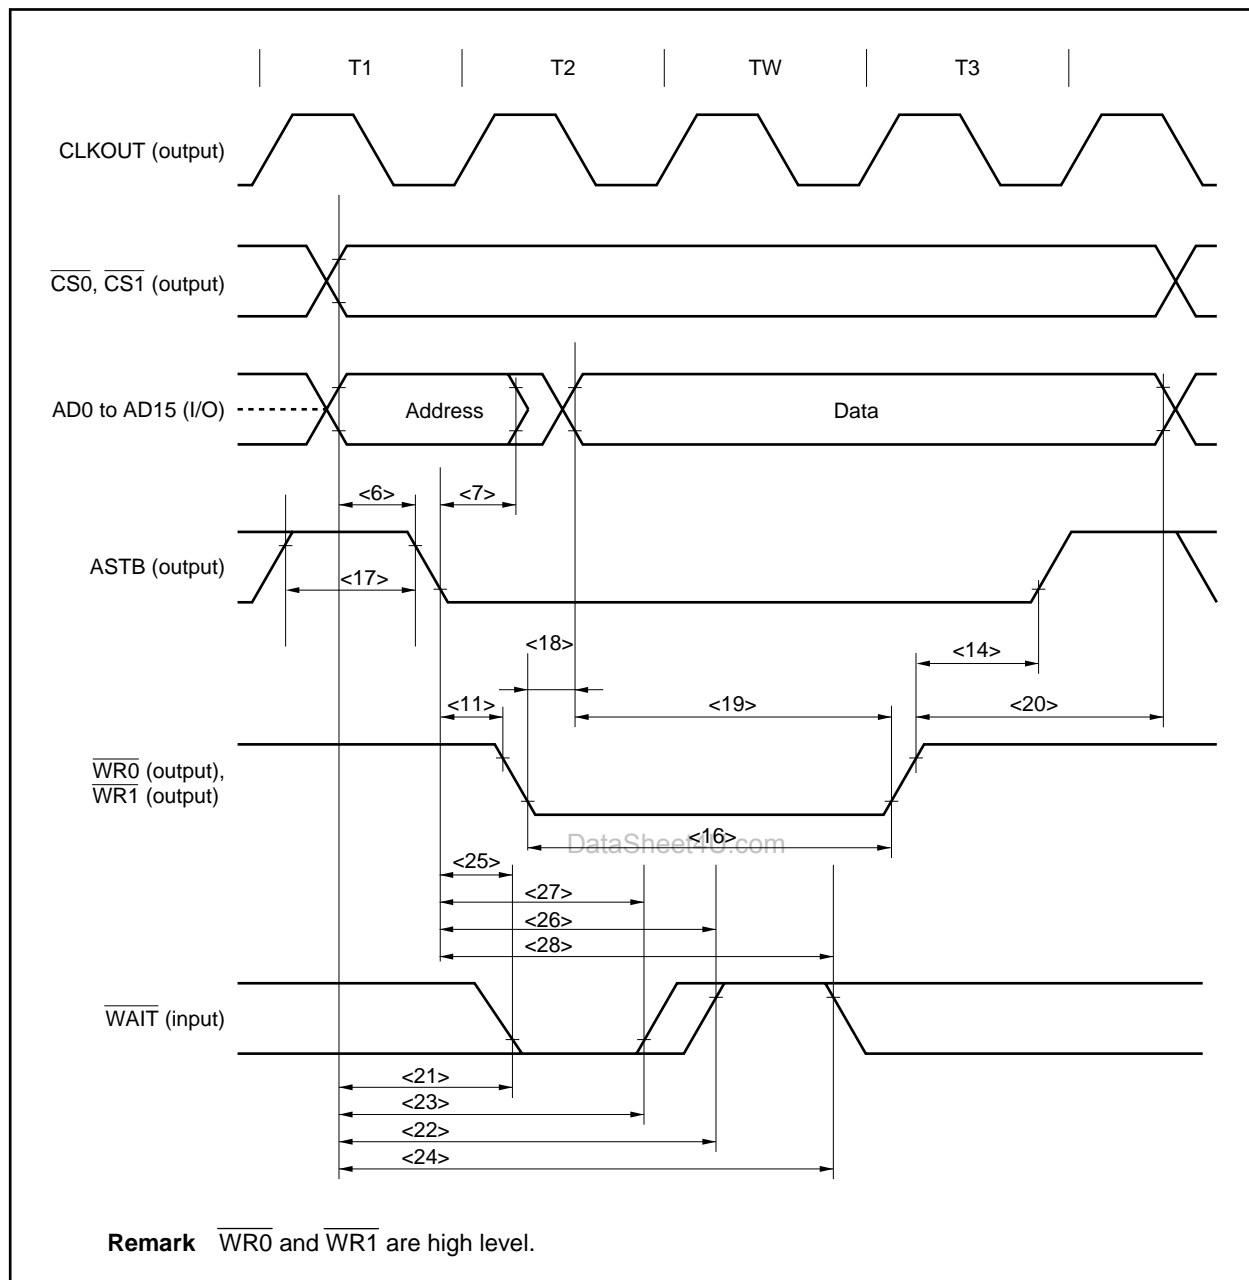 T1 T2 TW T3
CLKOUT (output)
CS0, CS1 (output)
AD0 to AD15 (I/O) Address Data
<6> <7>
ASTB (output)
<17>
<18> <14>
<11> <19> <20>
WR0 (output),
WR1 (output)
DataSheet4U.com
<16>
<25>
<27>
<26>
<28>
WAIT (input)
<21>
<23>
<22>
<24>
Remark WR0 and WR1 are high level.